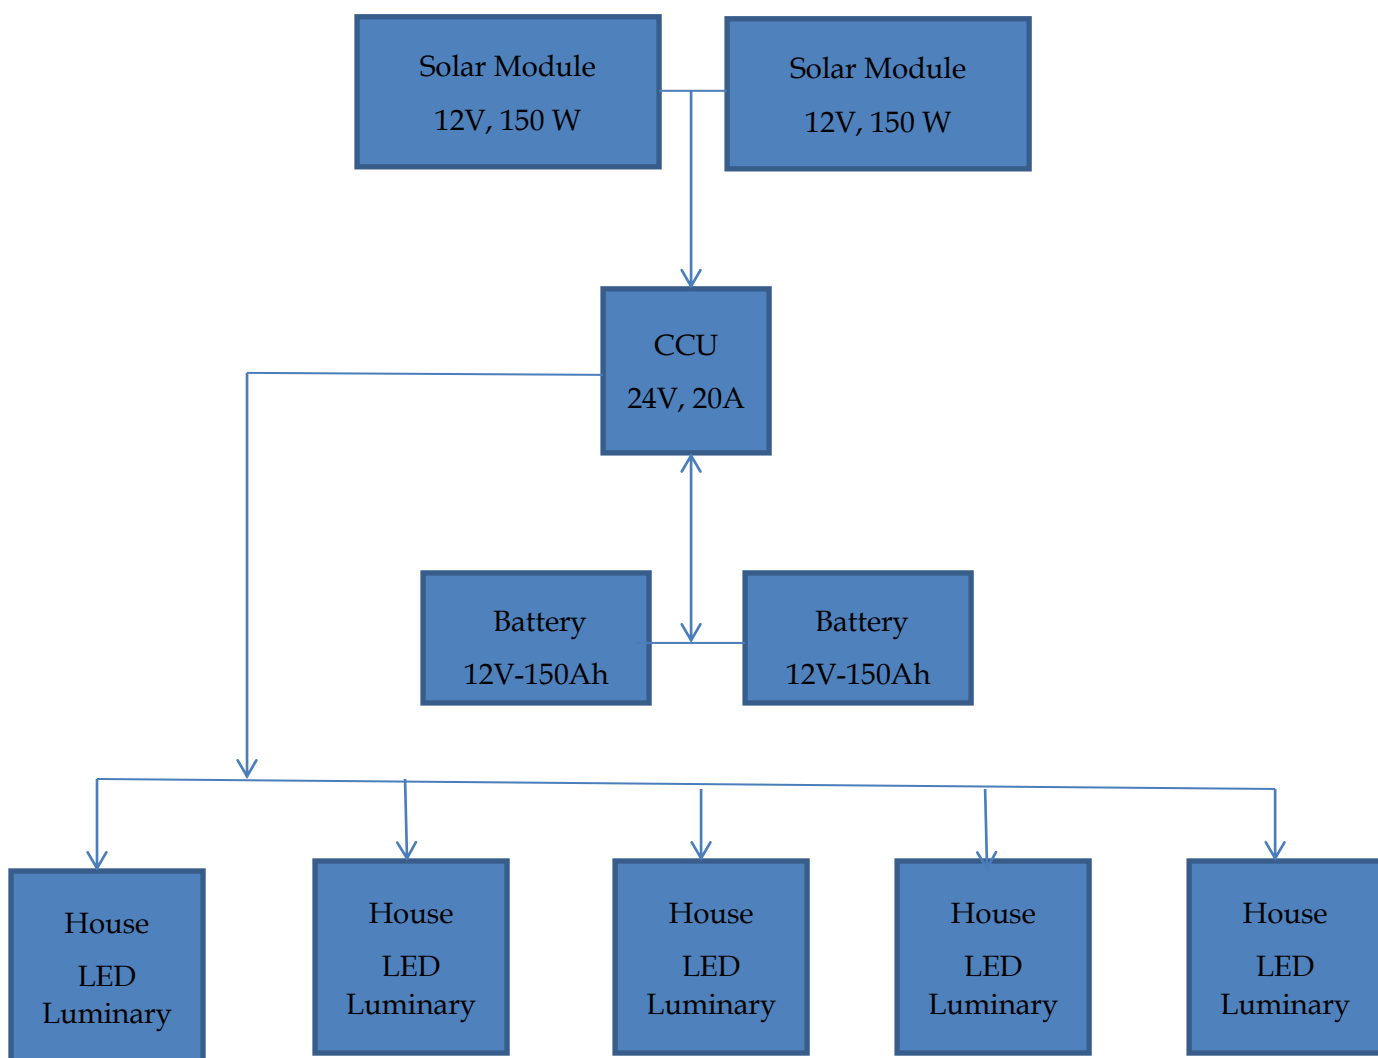 Solar Module
12V, 150 W
Solar Module
12V, 150 W
CCU
24V, 20A
Battery
12V-150Ah
Battery
12V-150Ah
House
LED
Luminary
House
LED
Luminary
House
LED
Luminary
House
LED
Luminary
House
LED
Luminary